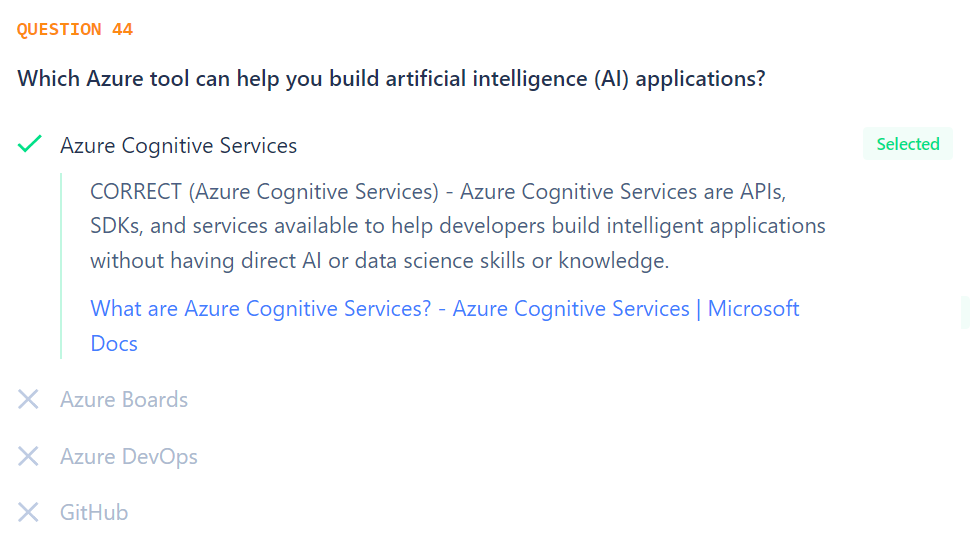 QUESTION 44
Which Azure tool can help you build artificial intelligence (AI) applications?
Azure Cognitive Services
Selected
CORRECT (Azure Cognitive Services) - Azure Cognitive Services are APIs,
SDKs, and services available to help developers build intelligent applications
without having direct AI or data science skills or knowledge.
What are Azure Cognitive Services? - Azure Cognitive Services | Microsoft
Docs
Azure Boards
Azure DevOps
GitHub